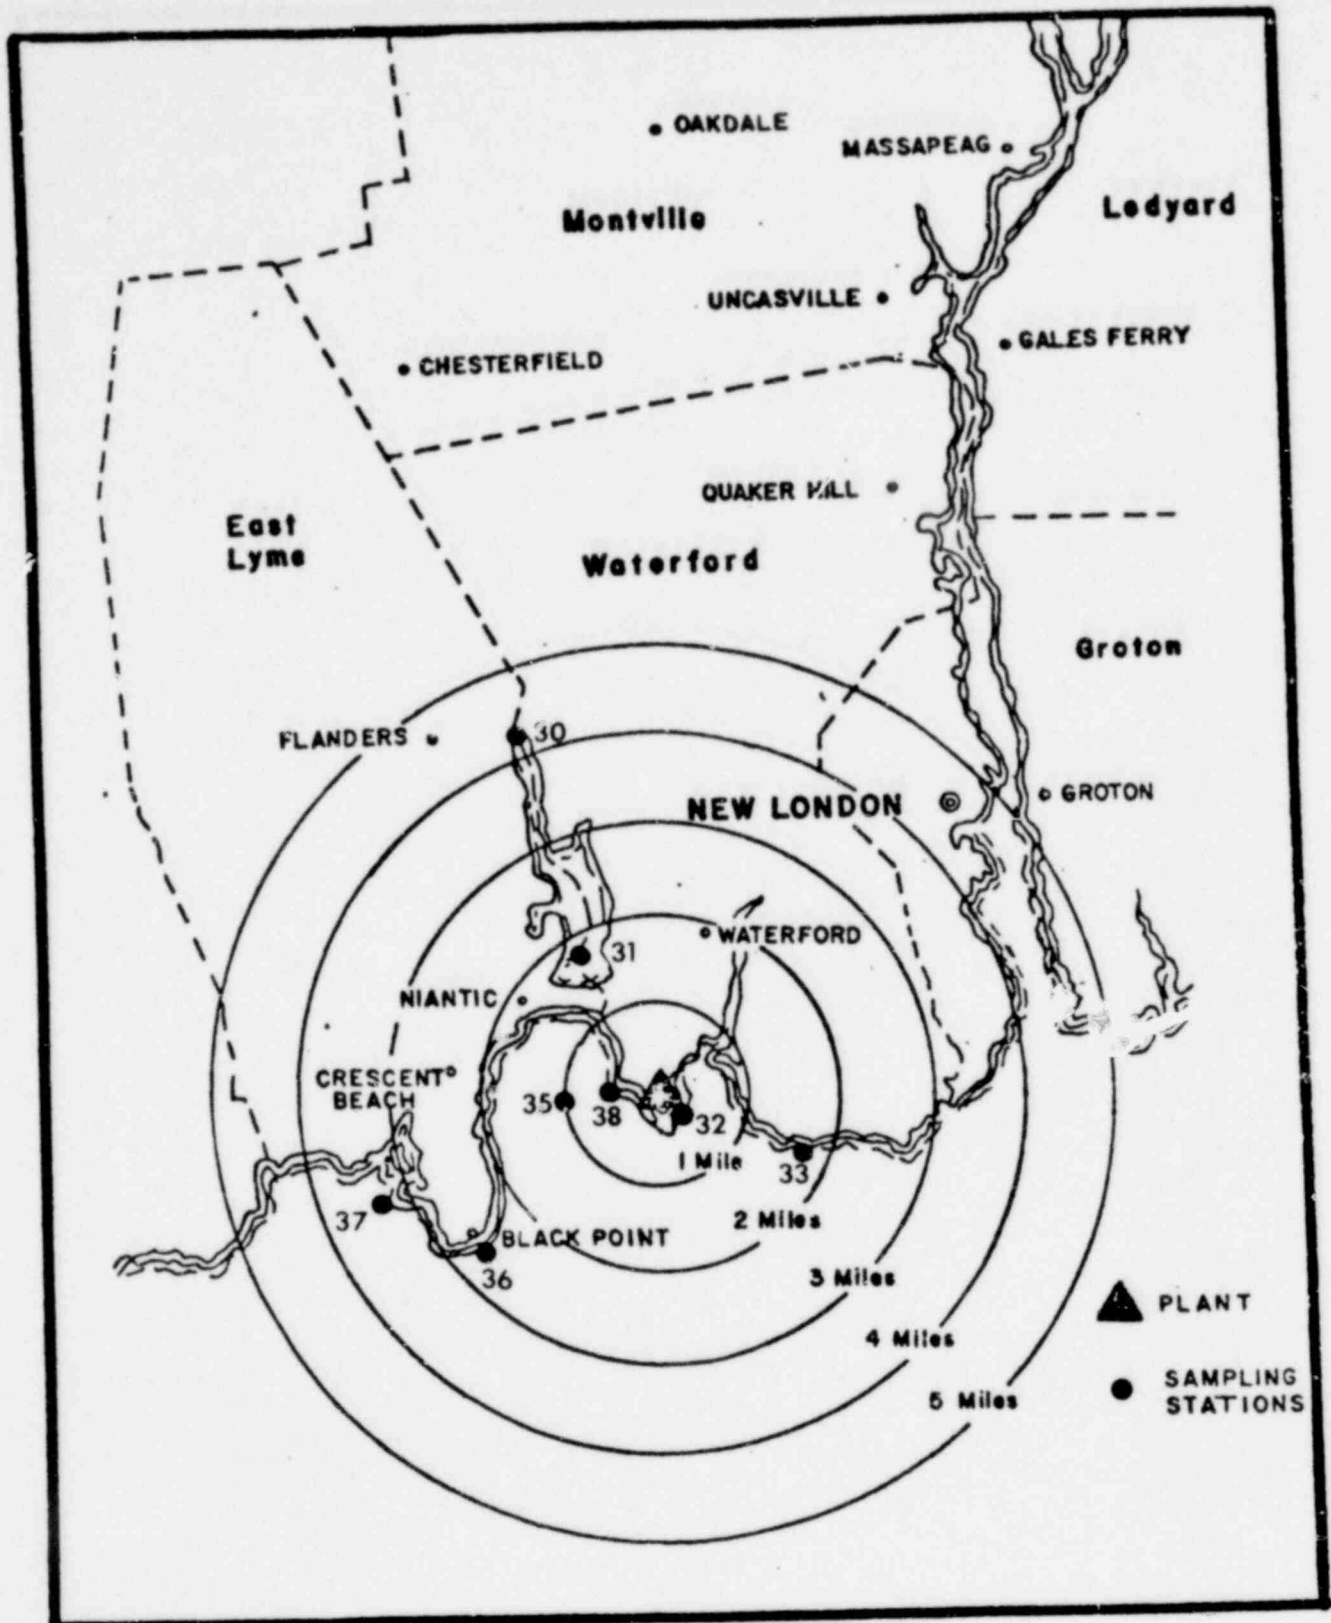 OAKDALE
MASSAPEAG
Montville
Ledyard
UNCASVILLE
GALES FERRY
CHESTERFIELD
QUAKER HILL
East
Lyme
Waterford
Groton
FLANDERS
30
NEW LONDON
GROTON
WATERFORD
31
NIANTIC
CRESCENT
BEACH
35
38
32
1 Mile
33
37
2 Miles
BLACK POINT
36
3 Miles
PLANT
4 Miles
SAMPLING
STATIONS
5 Miles